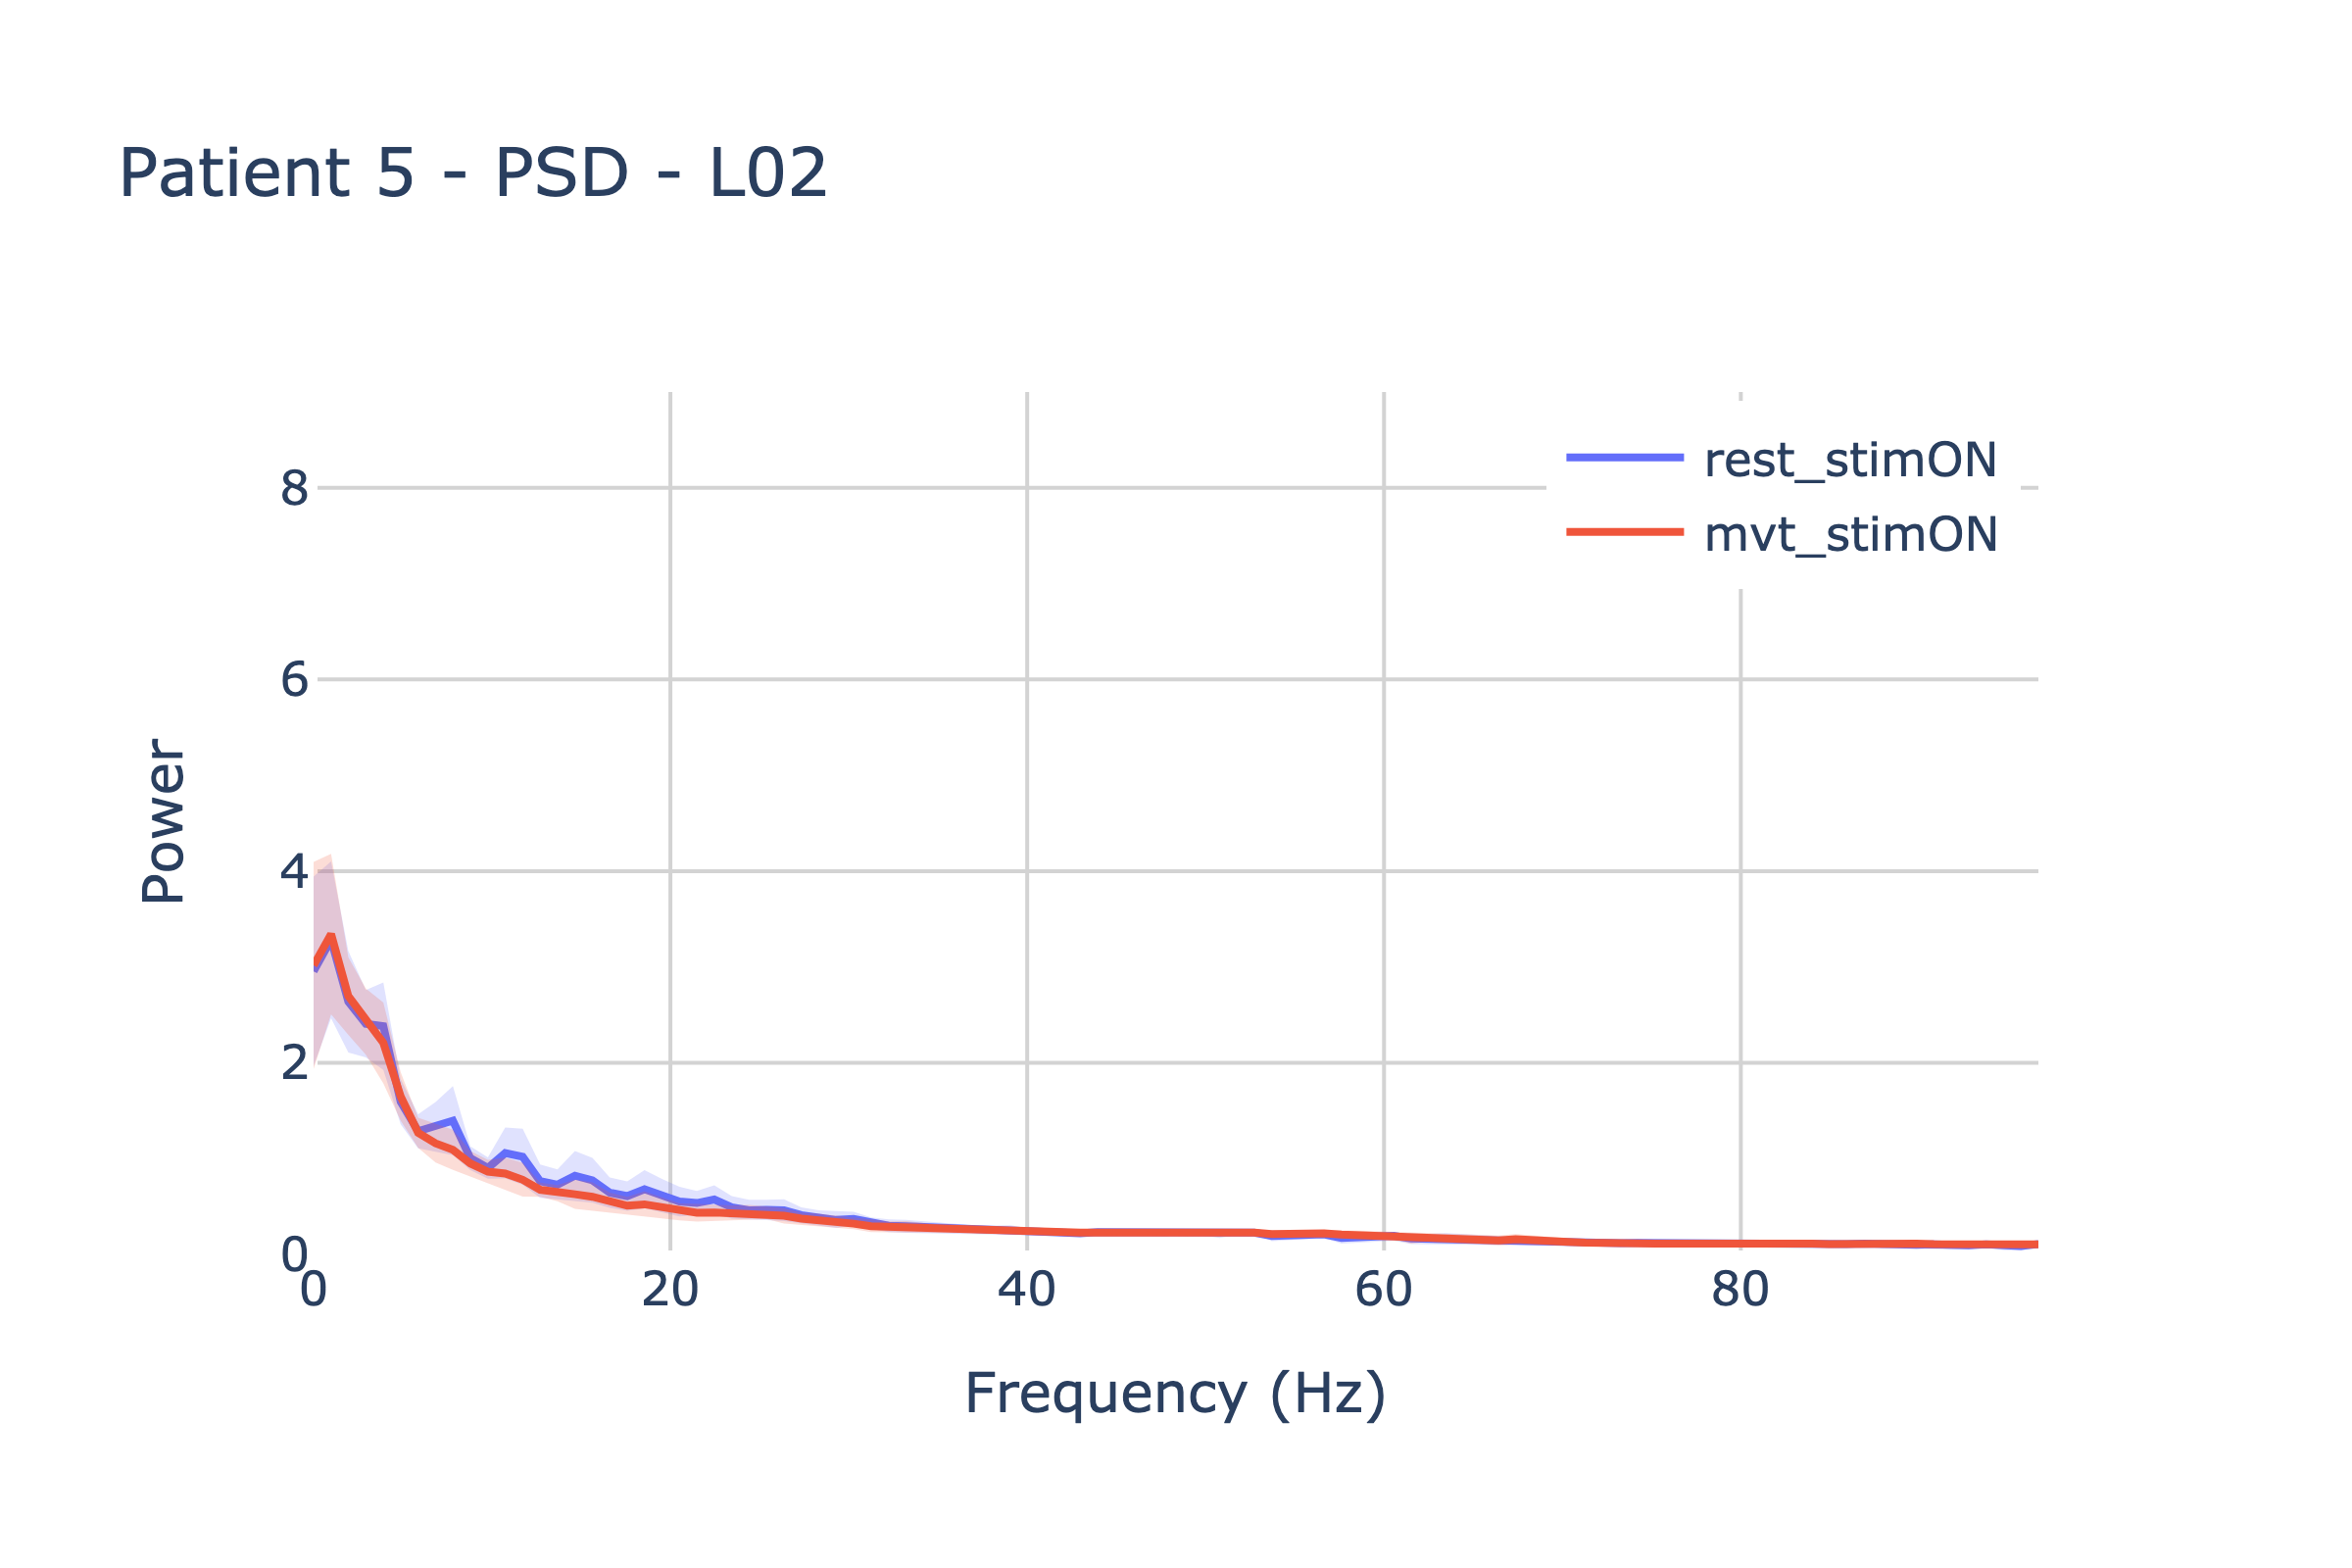 Patient 5 - PSD - L02
rest_stimON
mvt_stimON
8
6
4
2
0
Power
0 20 40 60 80
Frequency (Hz)